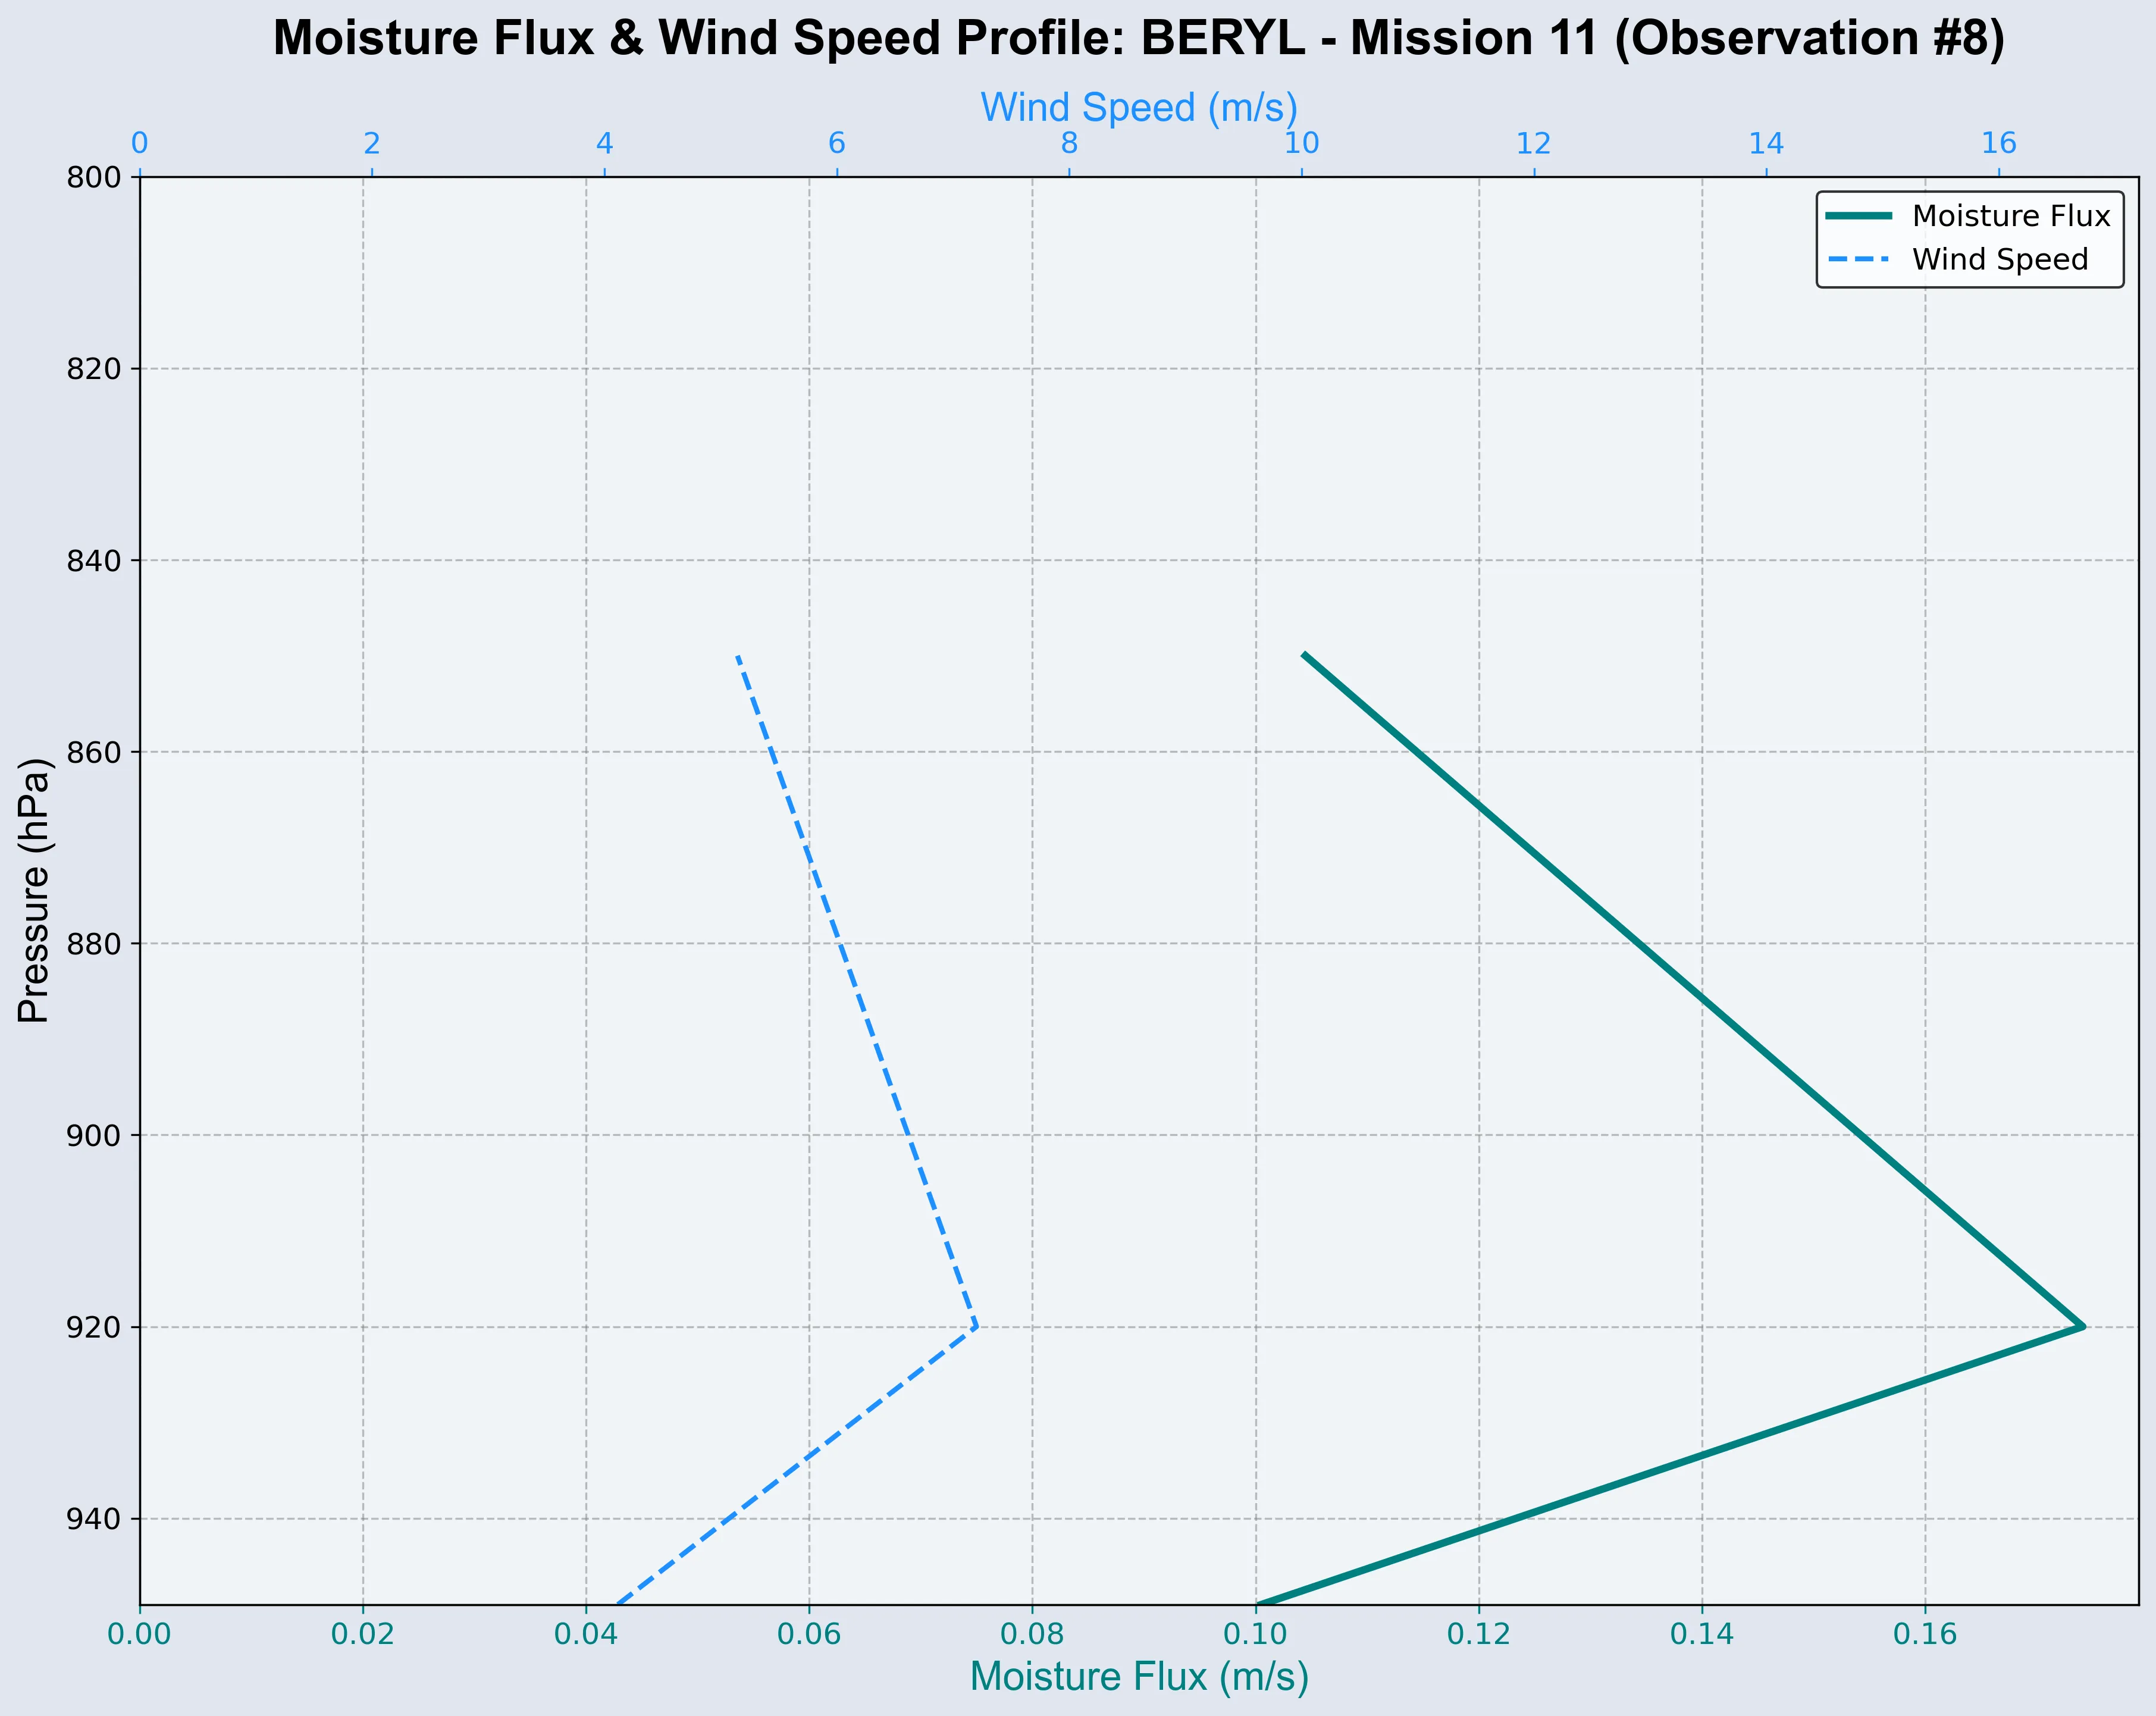 Moisture Flux & Wind Speed Profile: BERYL - Mission 11 (Observation #8)
Wind Speed (m/s)
0 2 4 6 8 10 12 14 16
Moisture Flux
Wind Speed
800
820
840
860
880
900
920
940
Pressure (hPa)
0.00 0.02 0.04 0.06 0.08 0.10 0.12 0.14 0.16
Moisture Flux (m/s)